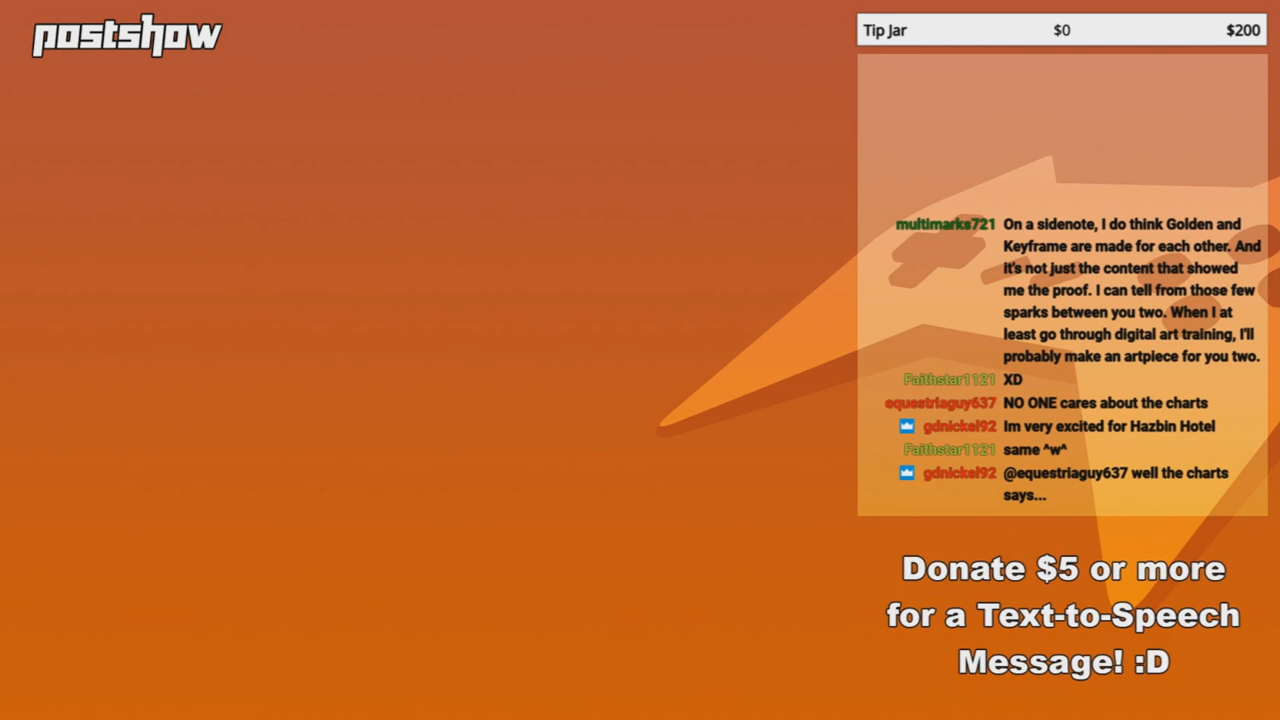 postshow
Tip Jar $0 $200
multimarks721 On a sidenote, I do think Golden and
Keyframe are made for each other. And
it's not just the content that showed
me the proof. I can tell from those few
sparks between you two. When I at
least go through digital art training, I'll
probably make an artpiece for you two.
Faithstar1121 XD
equestriaguy637 NO ONE cares about the charts
gdnickel92 Im very excited for Hazbin Hotel
Faithstar1121 same ^w^
gdnickel92 @equestriaguy637 well the charts
says...
Donate $5 or more
for a Text-to-Speech
Message! :D